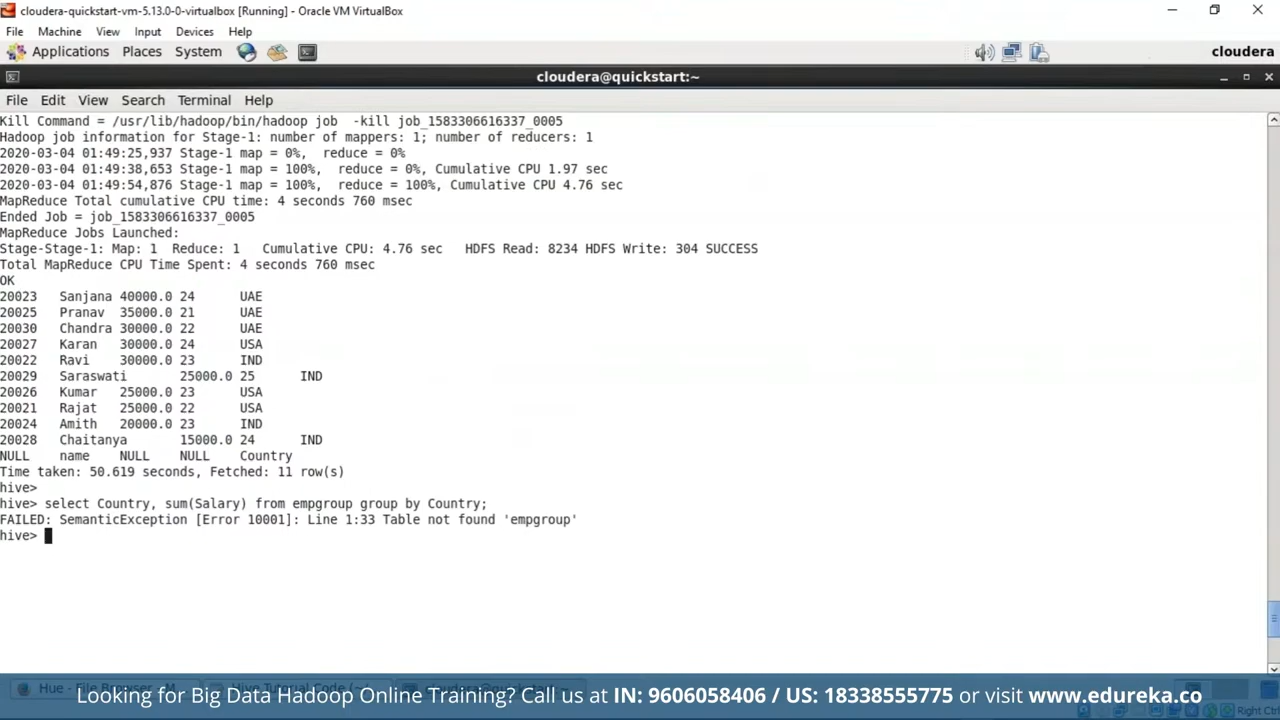 cloudera-quickstart-vm-5.13.0-0-virtualbox [Running] - Oracle VM VirtualBox
File Machine View Input Devices Help
Applications Places System cloudera
cloudera@quickstart:~
File Edit View Search Terminal Help
Kill Command = /usr/lib/hadoop/bin/hadoop job  -kill job_1583306616337_0005
Hadoop job information for Stage-1: number of mappers: 1; number of reducers: 1
2020-03-04 01:49:25,937 Stage-1 map = 0%,  reduce = 0%
2020-03-04 01:49:38,653 Stage-1 map = 100%,  reduce = 0%, Cumulative CPU 1.97 sec
2020-03-04 01:49:54,876 Stage-1 map = 100%,  reduce = 100%, Cumulative CPU 4.76 sec
MapReduce Total cumulative CPU time: 4 seconds 760 msec
Ended Job = job_1583306616337_0005
MapReduce Jobs Launched:
Stage-Stage-1: Map: 1  Reduce: 1   Cumulative CPU: 4.76 sec   HDFS Read: 8234 HDFS Write: 304 SUCCESS
Total MapReduce CPU Time Spent: 4 seconds 760 msec
OK
20023 Sanjana 40000.0 24 UAE
20025 Pranav 35000.0 21 UAE
20030 Chandra 30000.0 22 UAE
20027 Karan 30000.0 24 USA
20022 Ravi 30000.0 23 IND
20029 Saraswati 25000.0 25 IND
20026 Kumar 25000.0 23 USA
20021 Rajat 25000.0 22 USA
20024 Amith 20000.0 23 IND
20028 Chaitanya 15000.0 24 IND
NULL name NULL NULL Country
Time taken: 50.619 seconds, Fetched: 11 row(s)
hive>
hive> select Country, sum(Salary) from empgroup group by Country;
FAILED: SemanticException [Error 10001]: Line 1:33 Table not found 'empgroup'
hive>
Hue - File Browser - M... Hive Tutorial Code (~... cloudera@quickstart:~
Looking for Big Data Hadoop Online Training? Call us at IN: 9606058406 / US: 18338555775 or visit www.edureka.co
Right Ctrl